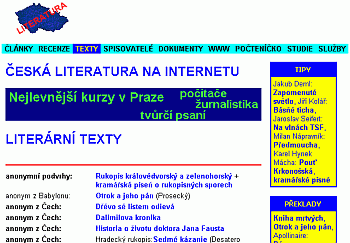 LITERATURA
ČLÁNKY RECENZE TEXTY SPISOVATELÉ DOKUMENTY WWW POČTENÍČKO STUDIE SLUŽBY
ČESKÁ LITERATURA NA INTERNETU
Nejlevnější kurzy v Praze počítače
žurnalistika
tvůrčí psaní
LITERÁRNÍ TEXTY
anonymní podvrhy: Rukopis královédvorský a zelenohorský +
kramářská píseň o rukopisných sporech
anonym z Babylonu: Otrok a jeho pán (Prosecký)
anonym z Čech: Dřěvo sě listem odievá
anonym z Čech: Dalimilova kronika
anonym z Čech: Historia o životu doktora Jana Fausta
anonym z Čech: Hradecký rukopis: Sedmé kázanie (Desatero
TIPY
Jakub Deml:
Zapomenuté
světlo, Jiří Kolář:
Básně ticha,
Jaroslav Seifert:
Na vlnách TSF,
Milan Nápravník:
Předmoucha,
Karel Hynek
Mácha: Pouť
Krkonošská,
kramářské písně
PŘEKLADY
Kniha mrtvých,
Otrok a jeho pán,
Apollinaire: